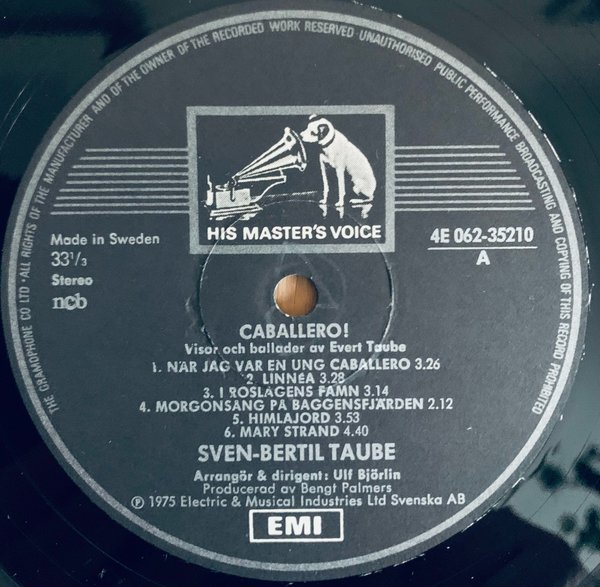 THE GRAMOPHONE CO LTD · ALL RIGHTS OF THE MANUFACTURER AND OF THE OWNER OF THE RECORDED WORK RESERVED UNAUTHORISED PUBLIC PERFORMANCE BROADCASTING AND COPYING OF THIS RECORD PROHIBITED
HIS MASTER'S VOICE
Made in Sweden
33 1/3
Stereo
ncb
4E 062-35210
A
CABALLERO!
Visor och ballader av Evert Taube
1. NÄR JAG VAR EN UNG CABALLERO 3.26
2. LINNÉA 3.28
3. I ROSLAGENS FAMN 3.14
4. MORGONSÅNG PÅ BAGGENSFJÄRDEN 2.12
5. HIMLAJORD 3.53
6. MARY STRAND 4.40
SVEN-BERTIL TAUBE
Arrangör & dirigent: Ulf Björlin
Producerad av Bengt Palmers
℗ 1975 Electric & Musical Industries Ltd Svenska AB
EMI